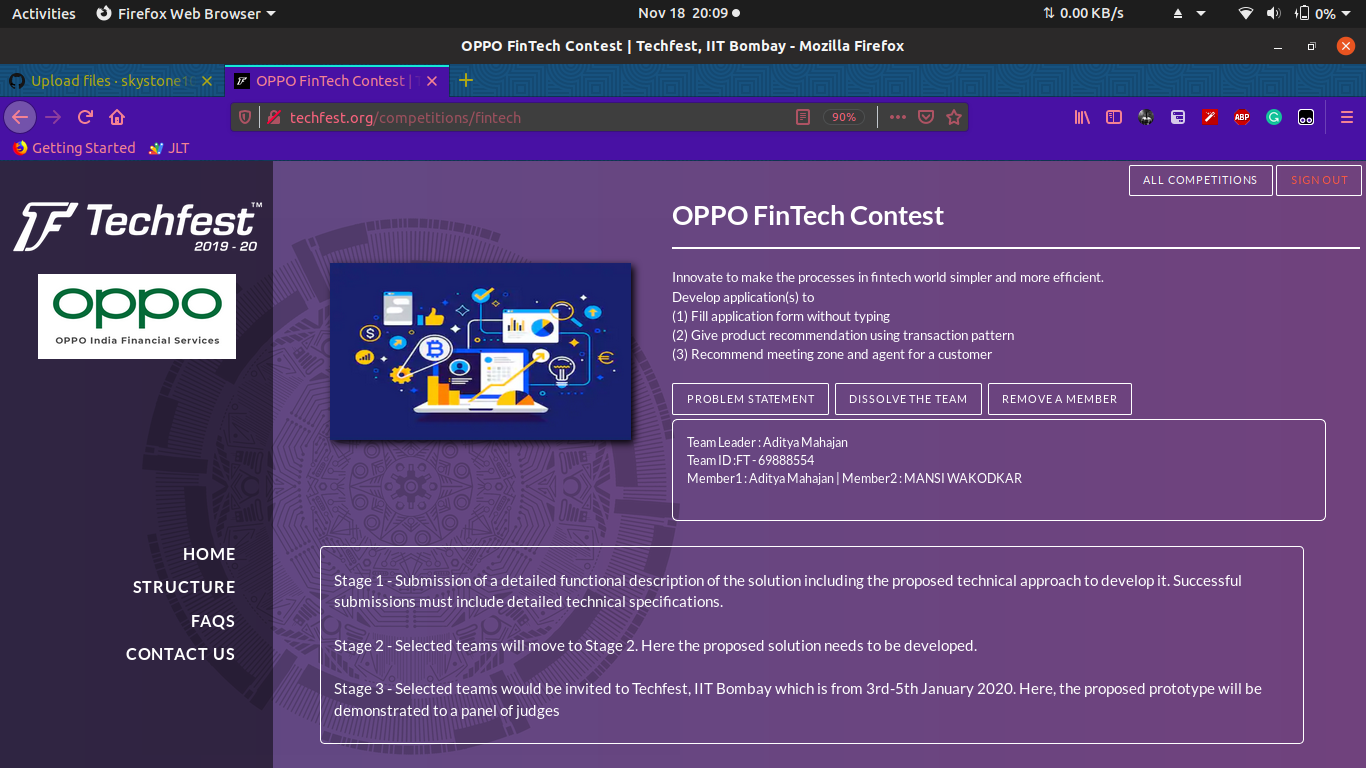 Activities Firefox Web Browser Nov 18 20:09 0.00 KB/s 0%
OPPO FinTech Contest | Techfest, IIT Bombay - Mozilla Firefox
Upload files · skystone1 OPPO FinTech Contest |
techfest.org/competitions/fintech 90% ABP
Getting Started JLT
ALL COMPETITIONS SIGN OUT
Techfest™
2019 - 20
oppo
OPPO India Financial Services
HOME
STRUCTURE
FAQS
CONTACT US
OPPO FinTech Contest
Innovate to make the processes in fintech world simpler and more efficient.
Develop application(s) to
(1) Fill application form without typing
(2) Give product recommendation using transaction pattern
(3) Recommend meeting zone and agent for a customer
PROBLEM STATEMENT DISSOLVE THE TEAM REMOVE A MEMBER
Team Leader : Aditya Mahajan
Team ID :FT - 69888554
Member1 : Aditya Mahajan | Member2 : MANSI WAKODKAR
Stage 1 - Submission of a detailed functional description of the solution including the proposed technical approach to develop it. Successful
submissions must include detailed technical specifications.
Stage 2 - Selected teams will move to Stage 2. Here the proposed solution needs to be developed.
Stage 3 - Selected teams would be invited to Techfest, IIT Bombay which is from 3rd-5th January 2020. Here, the proposed prototype will be
demonstrated to a panel of judges